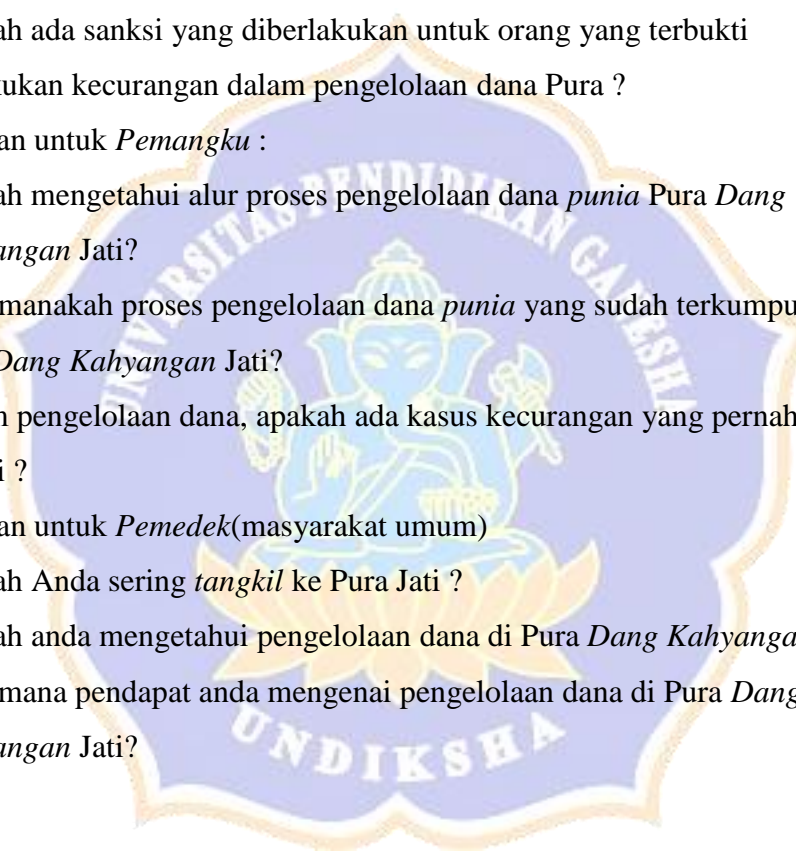 ah ada sanksi yang diberlakukan untuk orang yang terbukti
kukan kecurangan dalam pengelolaan dana Pura ?
an untuk Pemangku :
ah mengetahui alur proses pengelolaan dana punia Pura Dang
angan Jati?
manakah proses pengelolaan dana punia yang sudah terkumpu
Dang Kahyangan Jati?
n pengelolaan dana, apakah ada kasus kecurangan yang pernah
i ?
an untuk Pemedek(masyarakat umum)
ah Anda sering tangkil ke Pura Jati ?
ah anda mengetahui pengelolaan dana di Pura Dang Kahyanga
mana pendapat anda mengenai pengelolaan dana di Pura Dang
angan Jati?
UNIVERSITAS PENDIDIKAN GANESHA
UNDIKSHA